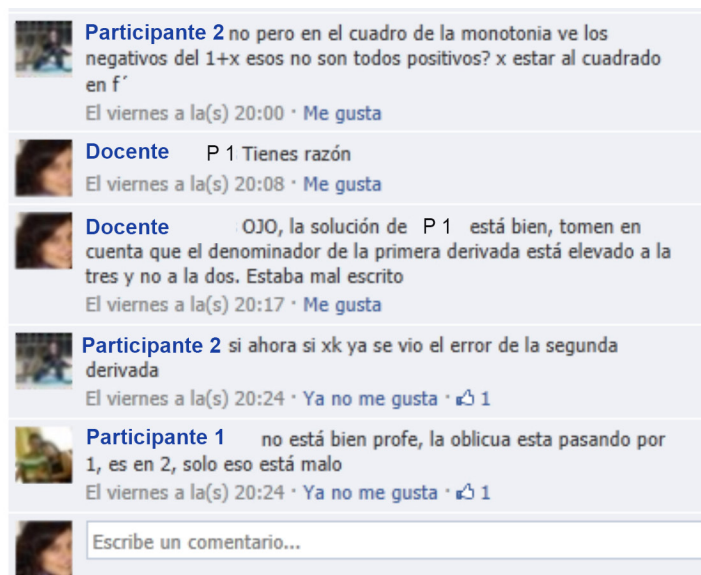 Participante 2 no pero en el cuadro de la monotonia ve los
negativos del 1+x esos no son todos positivos? x estar al cuadrado
en f´
El viernes a la(s) 20:00 · Me gusta
Docente P 1 Tienes razón
El viernes a la(s) 20:08 · Me gusta
Docente OJO, la solución de P 1 está bien, tomen en
cuenta que el denominador de la primera derivada está elevado a la
tres y no a la dos. Estaba mal escrito
El viernes a la(s) 20:17 · Me gusta
Participante 2 si ahora si xk ya se vio el error de la segunda
derivada
El viernes a la(s) 20:24 · Ya no me gusta · 1
Participante 1 no está bien profe, la oblicua esta pasando por
1, es en 2, solo eso está malo
El viernes a la(s) 20:24 · Ya no me gusta · 1
Escribe un comentario...